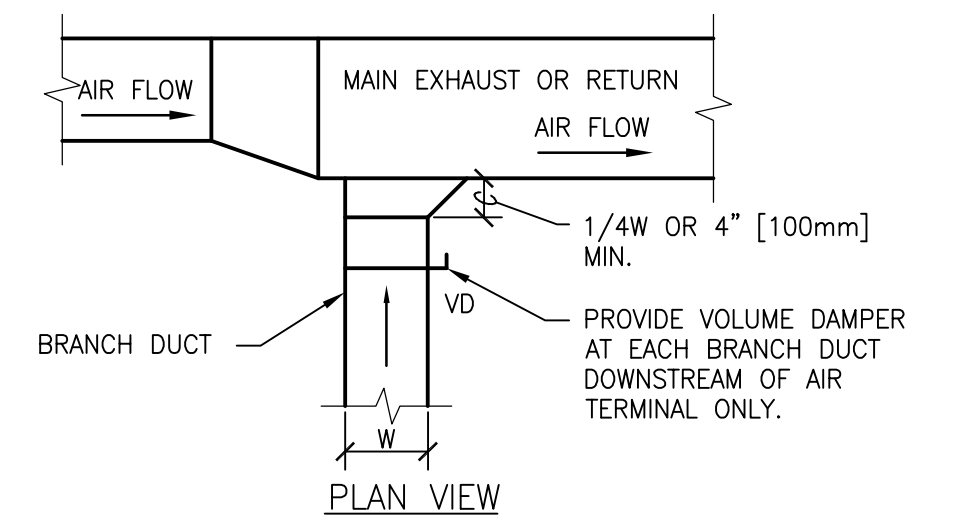 MAIN EXHAUST OR RETURN
AIR FLOW
AIR FLOW
C
1/4W OR 4” [100mm]
MIN.
VD
BRANCH DUCT
PROVIDE VOLUME DAMPER
AT EACH BRANCH DUCT
DOWNSTREAM OF AIR
TERMINAL ONLY.
W
PLAN VIEW